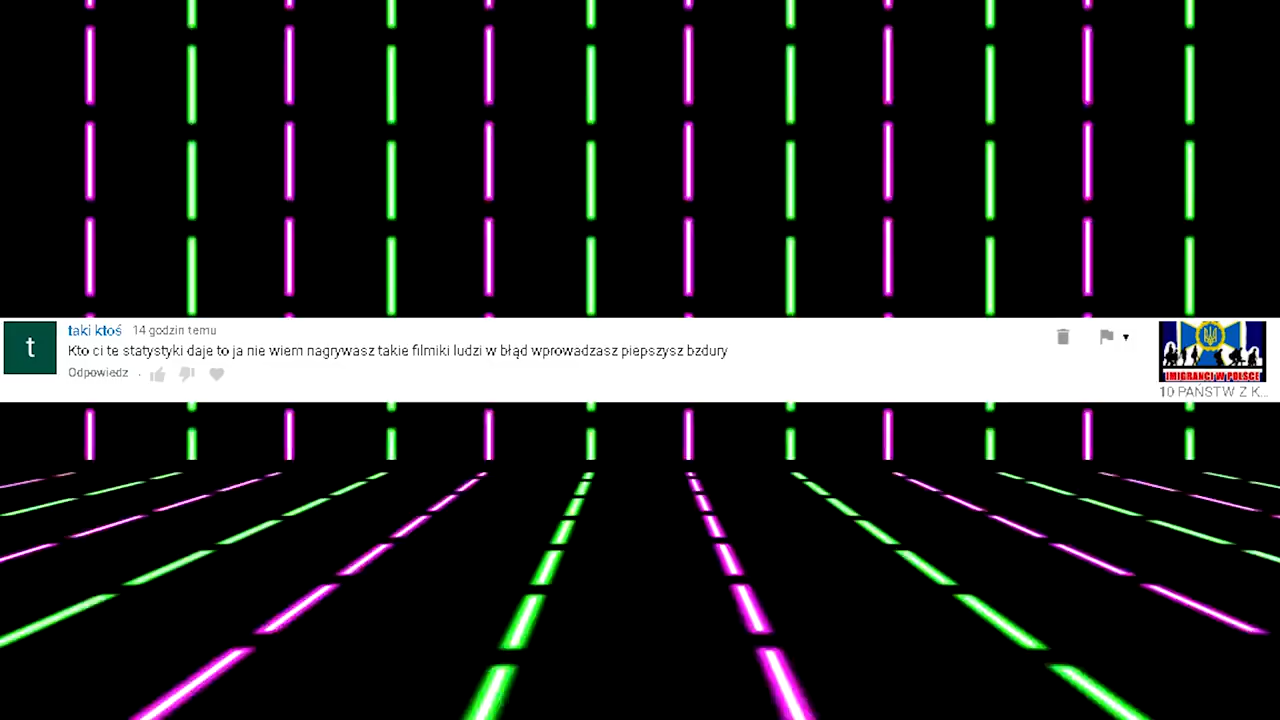 t
taki ktoś 14 godzin temu
Kto ci te statystyki daje to ja nie wiem nagrywasz takie filmiki ludzi w błąd wprowadzasz piepszysz bzdury
Odpowiedz
IMIGRANCI W POLSCE
10 PAŃSTW Z K...